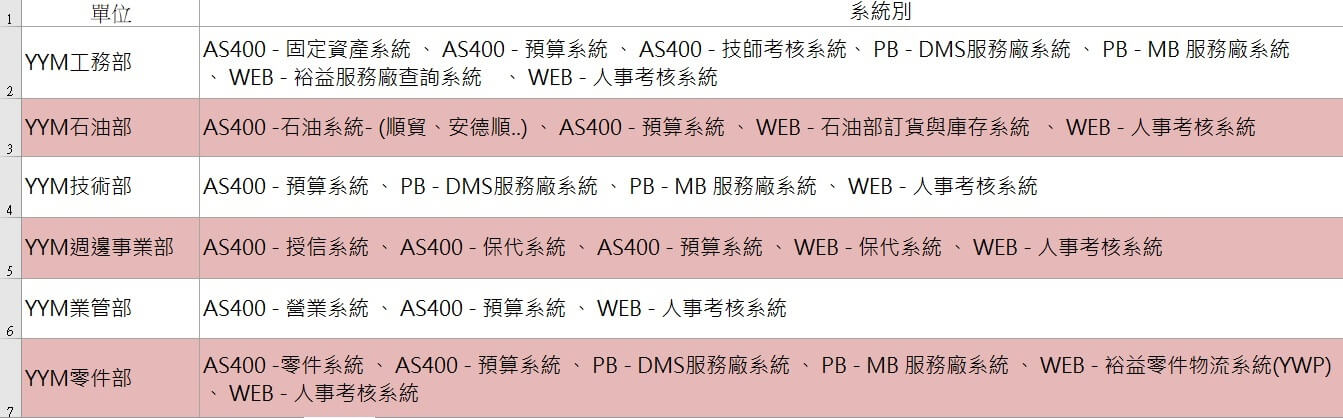 1 單位 系統別
YYM工務部 AS400 - 固定資產系統 、 AS400 - 預算系統 、 AS400 - 技師考核系統、 PB - DMS服務廠系統 、 PB - MB 服務廠系統
2 、 WEB - 裕益服務廠查詢系統 、 WEB - 人事考核系統
3 YYM石油部 AS400 -石油系統- (順貿、安德順..) 、 AS400 - 預算系統 、 WEB - 石油部訂貨與庫存系統 、 WEB - 人事考核系統
4 YYM技術部 AS400 - 預算系統 、 PB - DMS服務廠系統 、 PB - MB 服務廠系統 、 WEB - 人事考核系統
5 YYM週邊事業部 AS400 - 授信系統 、 AS400 - 保代系統 、 AS400 - 預算系統 、 WEB - 保代系統 、 WEB - 人事考核系統
6 YYM業管部 AS400 - 營業系統 、 AS400 - 預算系統 、 WEB - 人事考核系統
YYM零件部 AS400 -零件系統 、 AS400 - 預算系統 、 PB - DMS服務廠系統 、 PB - MB 服務廠系統 、 WEB - 裕益零件物流系統(YWP)
7 、 WEB - 人事考核系統